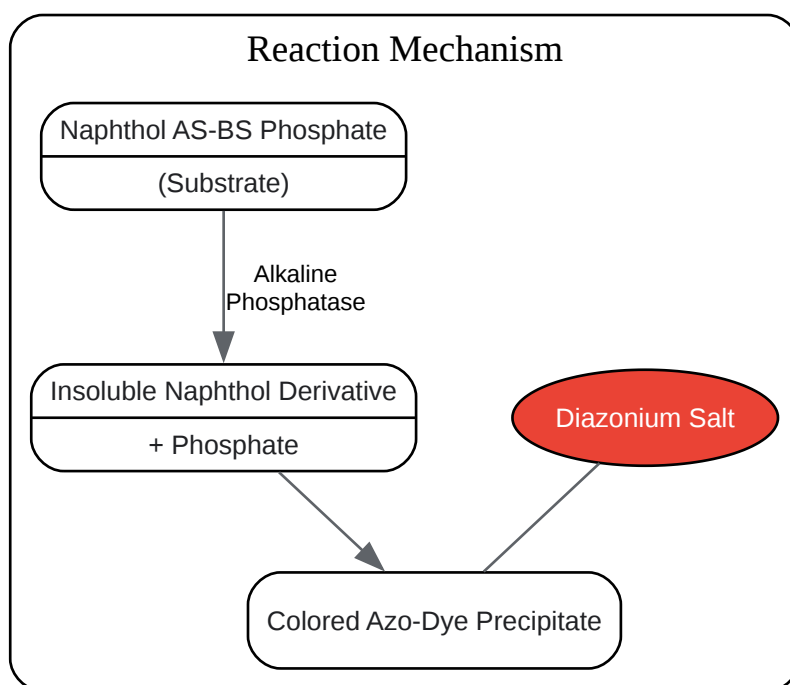 Reaction Mechanism
Naphthol AS-BS Phosphate
(Substrate)
Alkaline
Phosphatase
Insoluble Naphthol Derivative
+ Phosphate
Diazonium Salt
Colored Azo-Dye Precipitate